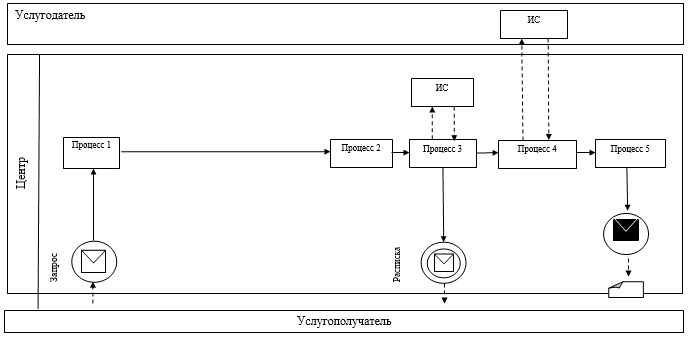 Услугодатель
ИС
ИС
Центр
Процесс 1
Процесс 2
Процесс 3
Процесс 4
Процесс 5
Запрос
Расписка
Услугополучатель